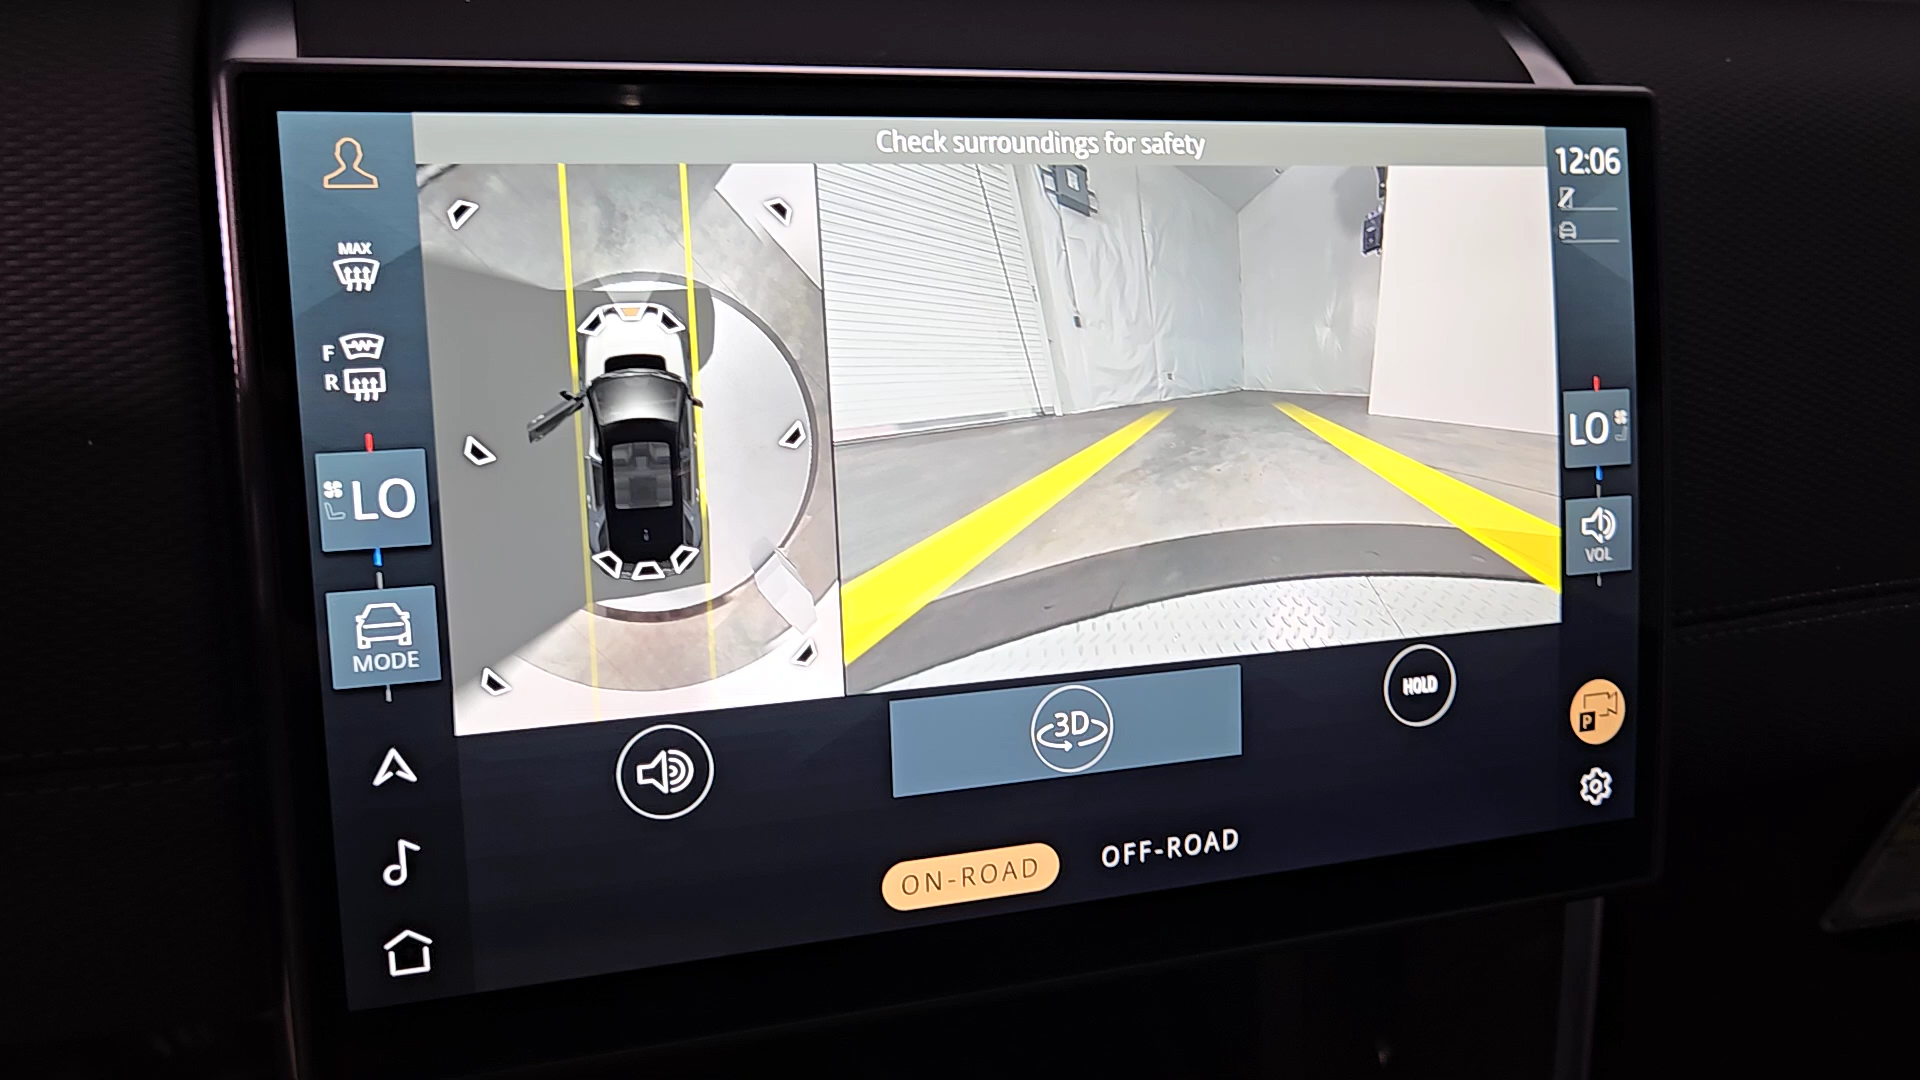 Check surroundings for safety
12:06
MAX
F
R
LO
LO
VOL
MODE
3D
HOLD
P
ON-ROAD
OFF-ROAD